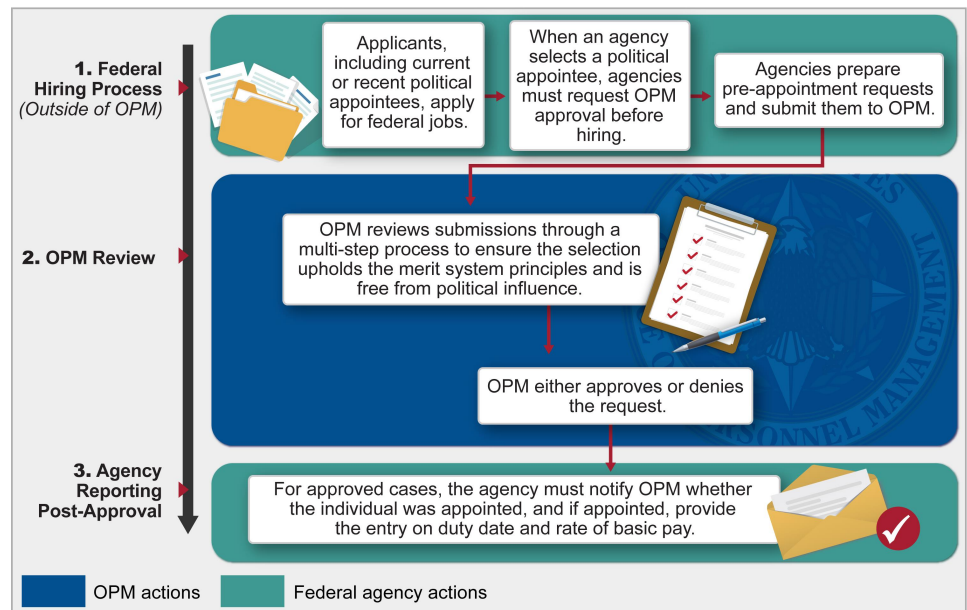 1. Federal
Hiring Process
(Outside of OPM)
Applicants,
including current
or recent political
appointees, apply
for federal jobs.
When an agency
selects a political
appointee, agencies
must request OPM
approval before
hiring.
Agencies prepare
pre-appointment requests
and submit them to OPM.
2. OPM Review
OPM reviews submissions through a
multi-step process to ensure the selection
upholds the merit system principles and is
free from political influence.
OPM either approves or denies
the request.
PERSONNEL MANAGEMENT
3. Agency
Reporting
Post-Approval
For approved cases, the agency must notify OPM whether
the individual was appointed, and if appointed, provide
the entry on duty date and rate of basic pay.
OPM actions
Federal agency actions